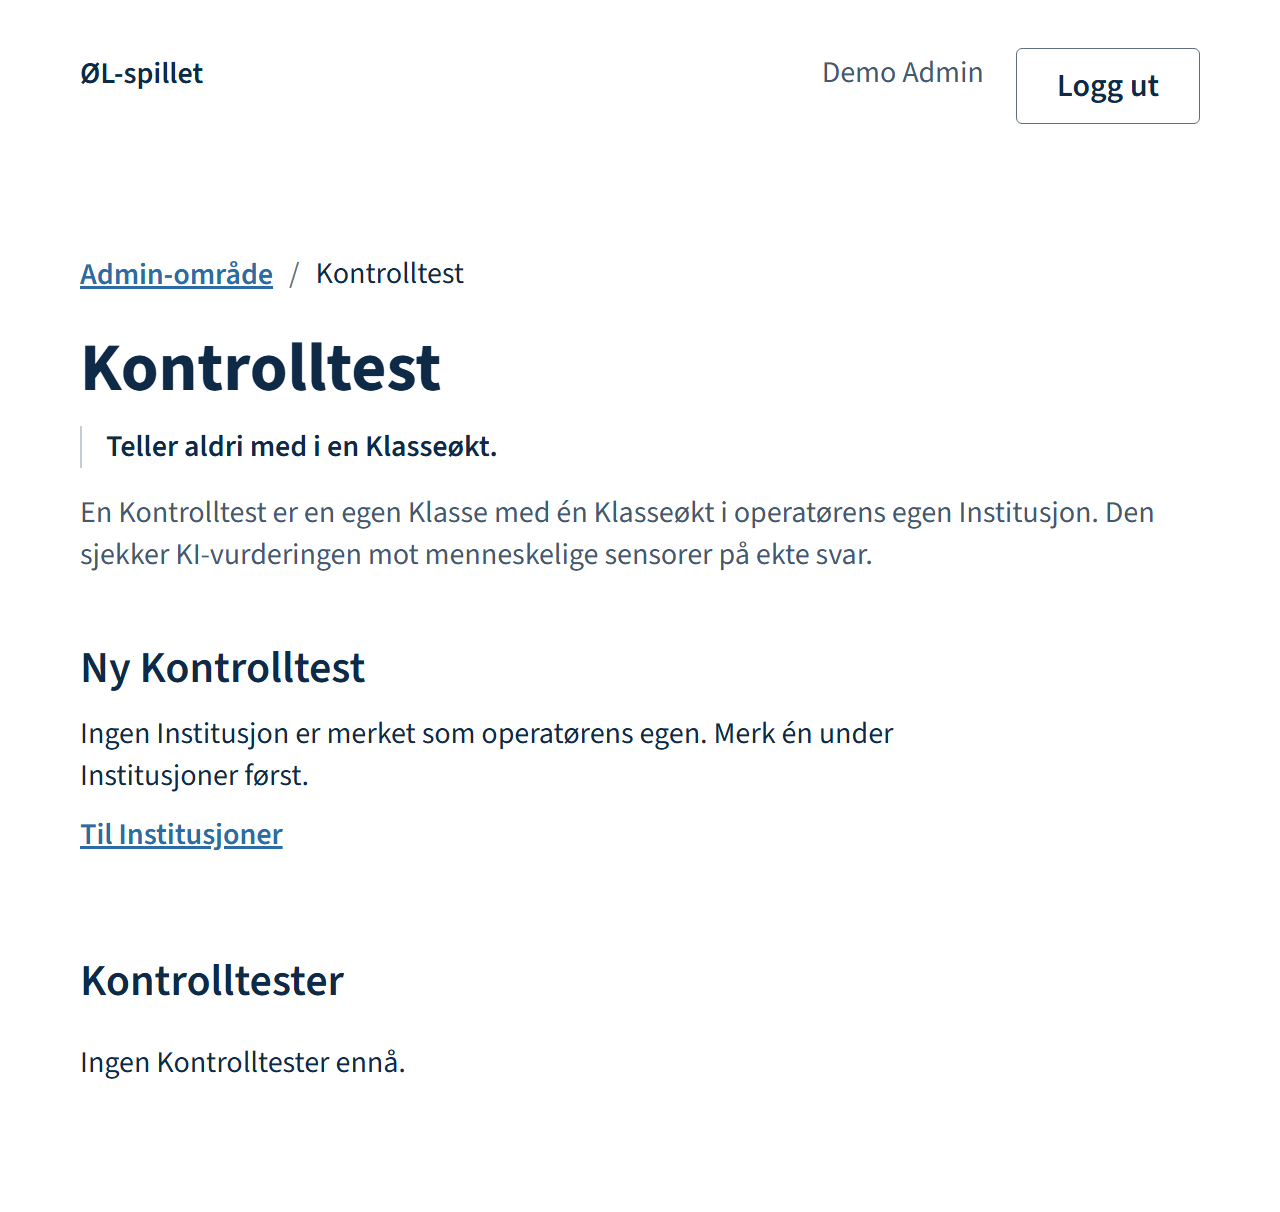 ØL-spillet
Demo Admin
Logg ut
Admin-område / Kontrolltest
Kontrolltest
Teller aldri med i en Klasseøkt.
En Kontrolltest er en egen Klasse med én Klasseøkt i operatørens egen Institusjon. Den
sjekker KI-vurderingen mot menneskelige sensorer på ekte svar.
Ny Kontrolltest
Ingen Institusjon er merket som operatørens egen. Merk én under
Institusjoner først.
Til Institusjoner
Kontrolltester
Ingen Kontrolltester ennå.